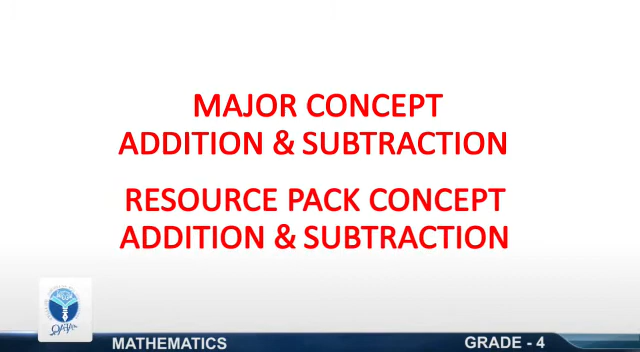 MAJOR CONCEPT
ADDITION & SUBTRACTION
RESOURCE PACK CONCEPT
ADDITION & SUBTRACTION
MATHEMATICS
GRADE - 4